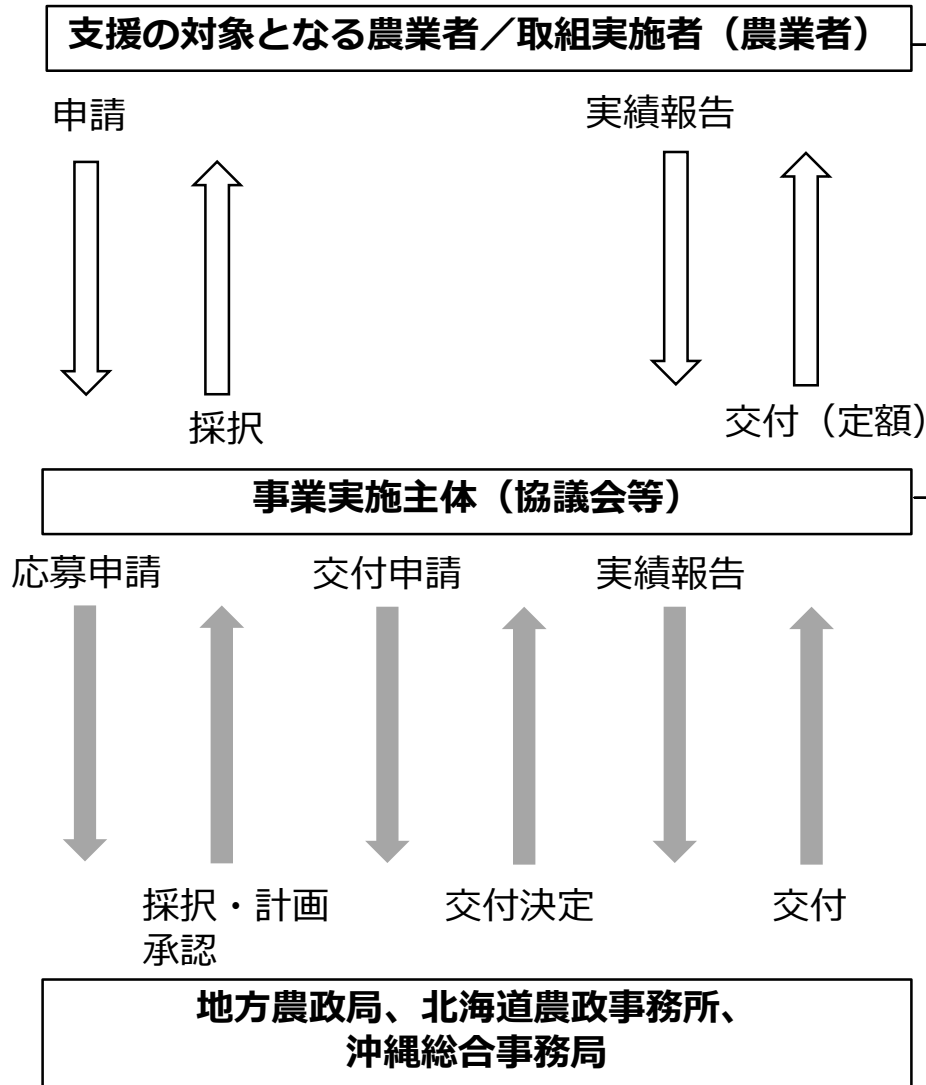 支援の対象となる農業者／取組実施者（農業者）
申請
実績報告
採択
交付（定額）
事業実施主体（協議会等）
応募申請
交付申請
実績報告
採択・計画
承認
交付決定
交付
地方農政局、北海道農政事務所、
沖縄総合事務局